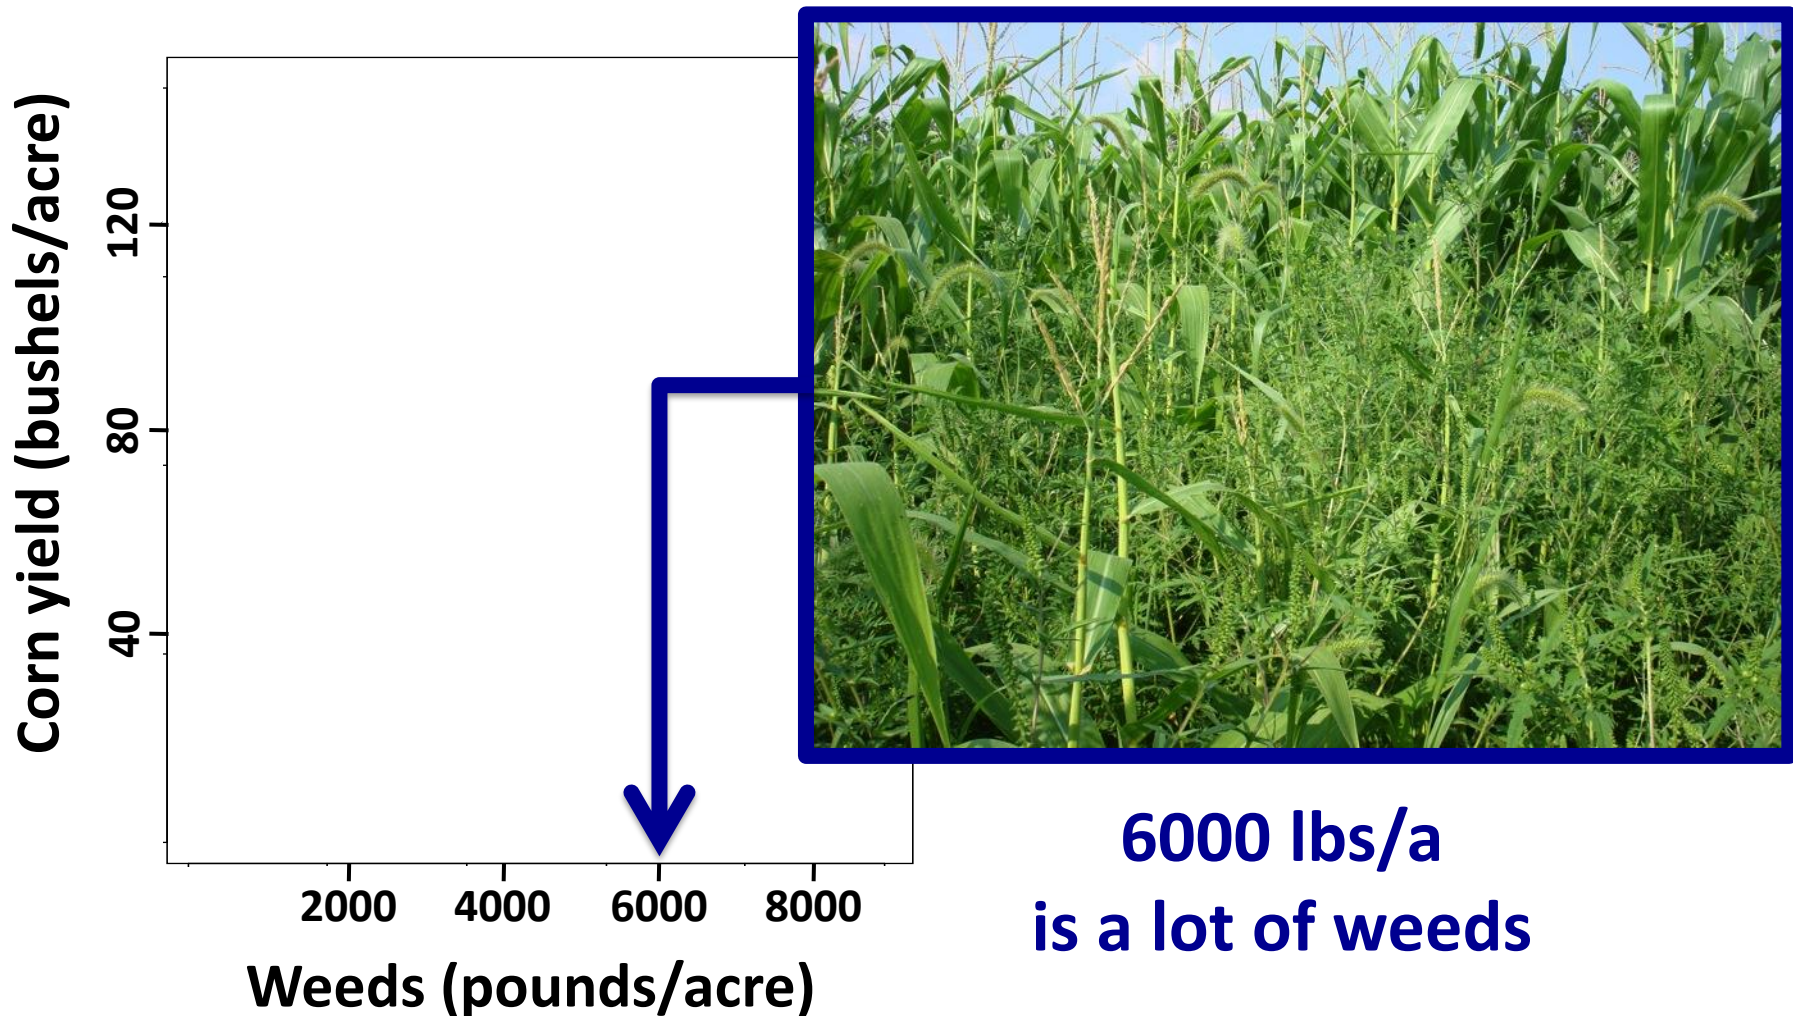 Corn yield (bushels/acre)
120
80
40
2000 4000 6000 8000
Weeds (pounds/acre)
6000 lbs/a
is a lot of weeds